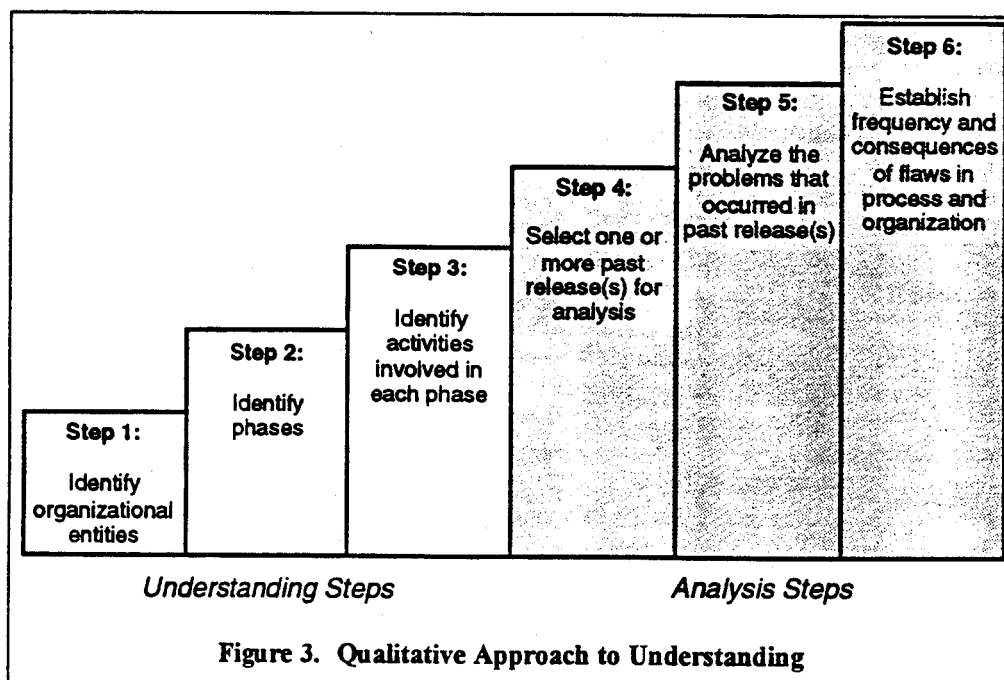 Step 1:
Identify
organizational
entities
Step 2:
Identify
phases
Step 3:
Identify
activities
involved in
each phase
Step 4:
Select one or
more past
release(s) for
analysis
Step 5:
Analyze the
problems that
occurred in
past release(s)
Step 6:
Establish
frequency and
consequences
of flaws in
process and
organization
Understanding Steps
Analysis Steps
Figure 3. Qualitative Approach to Understanding